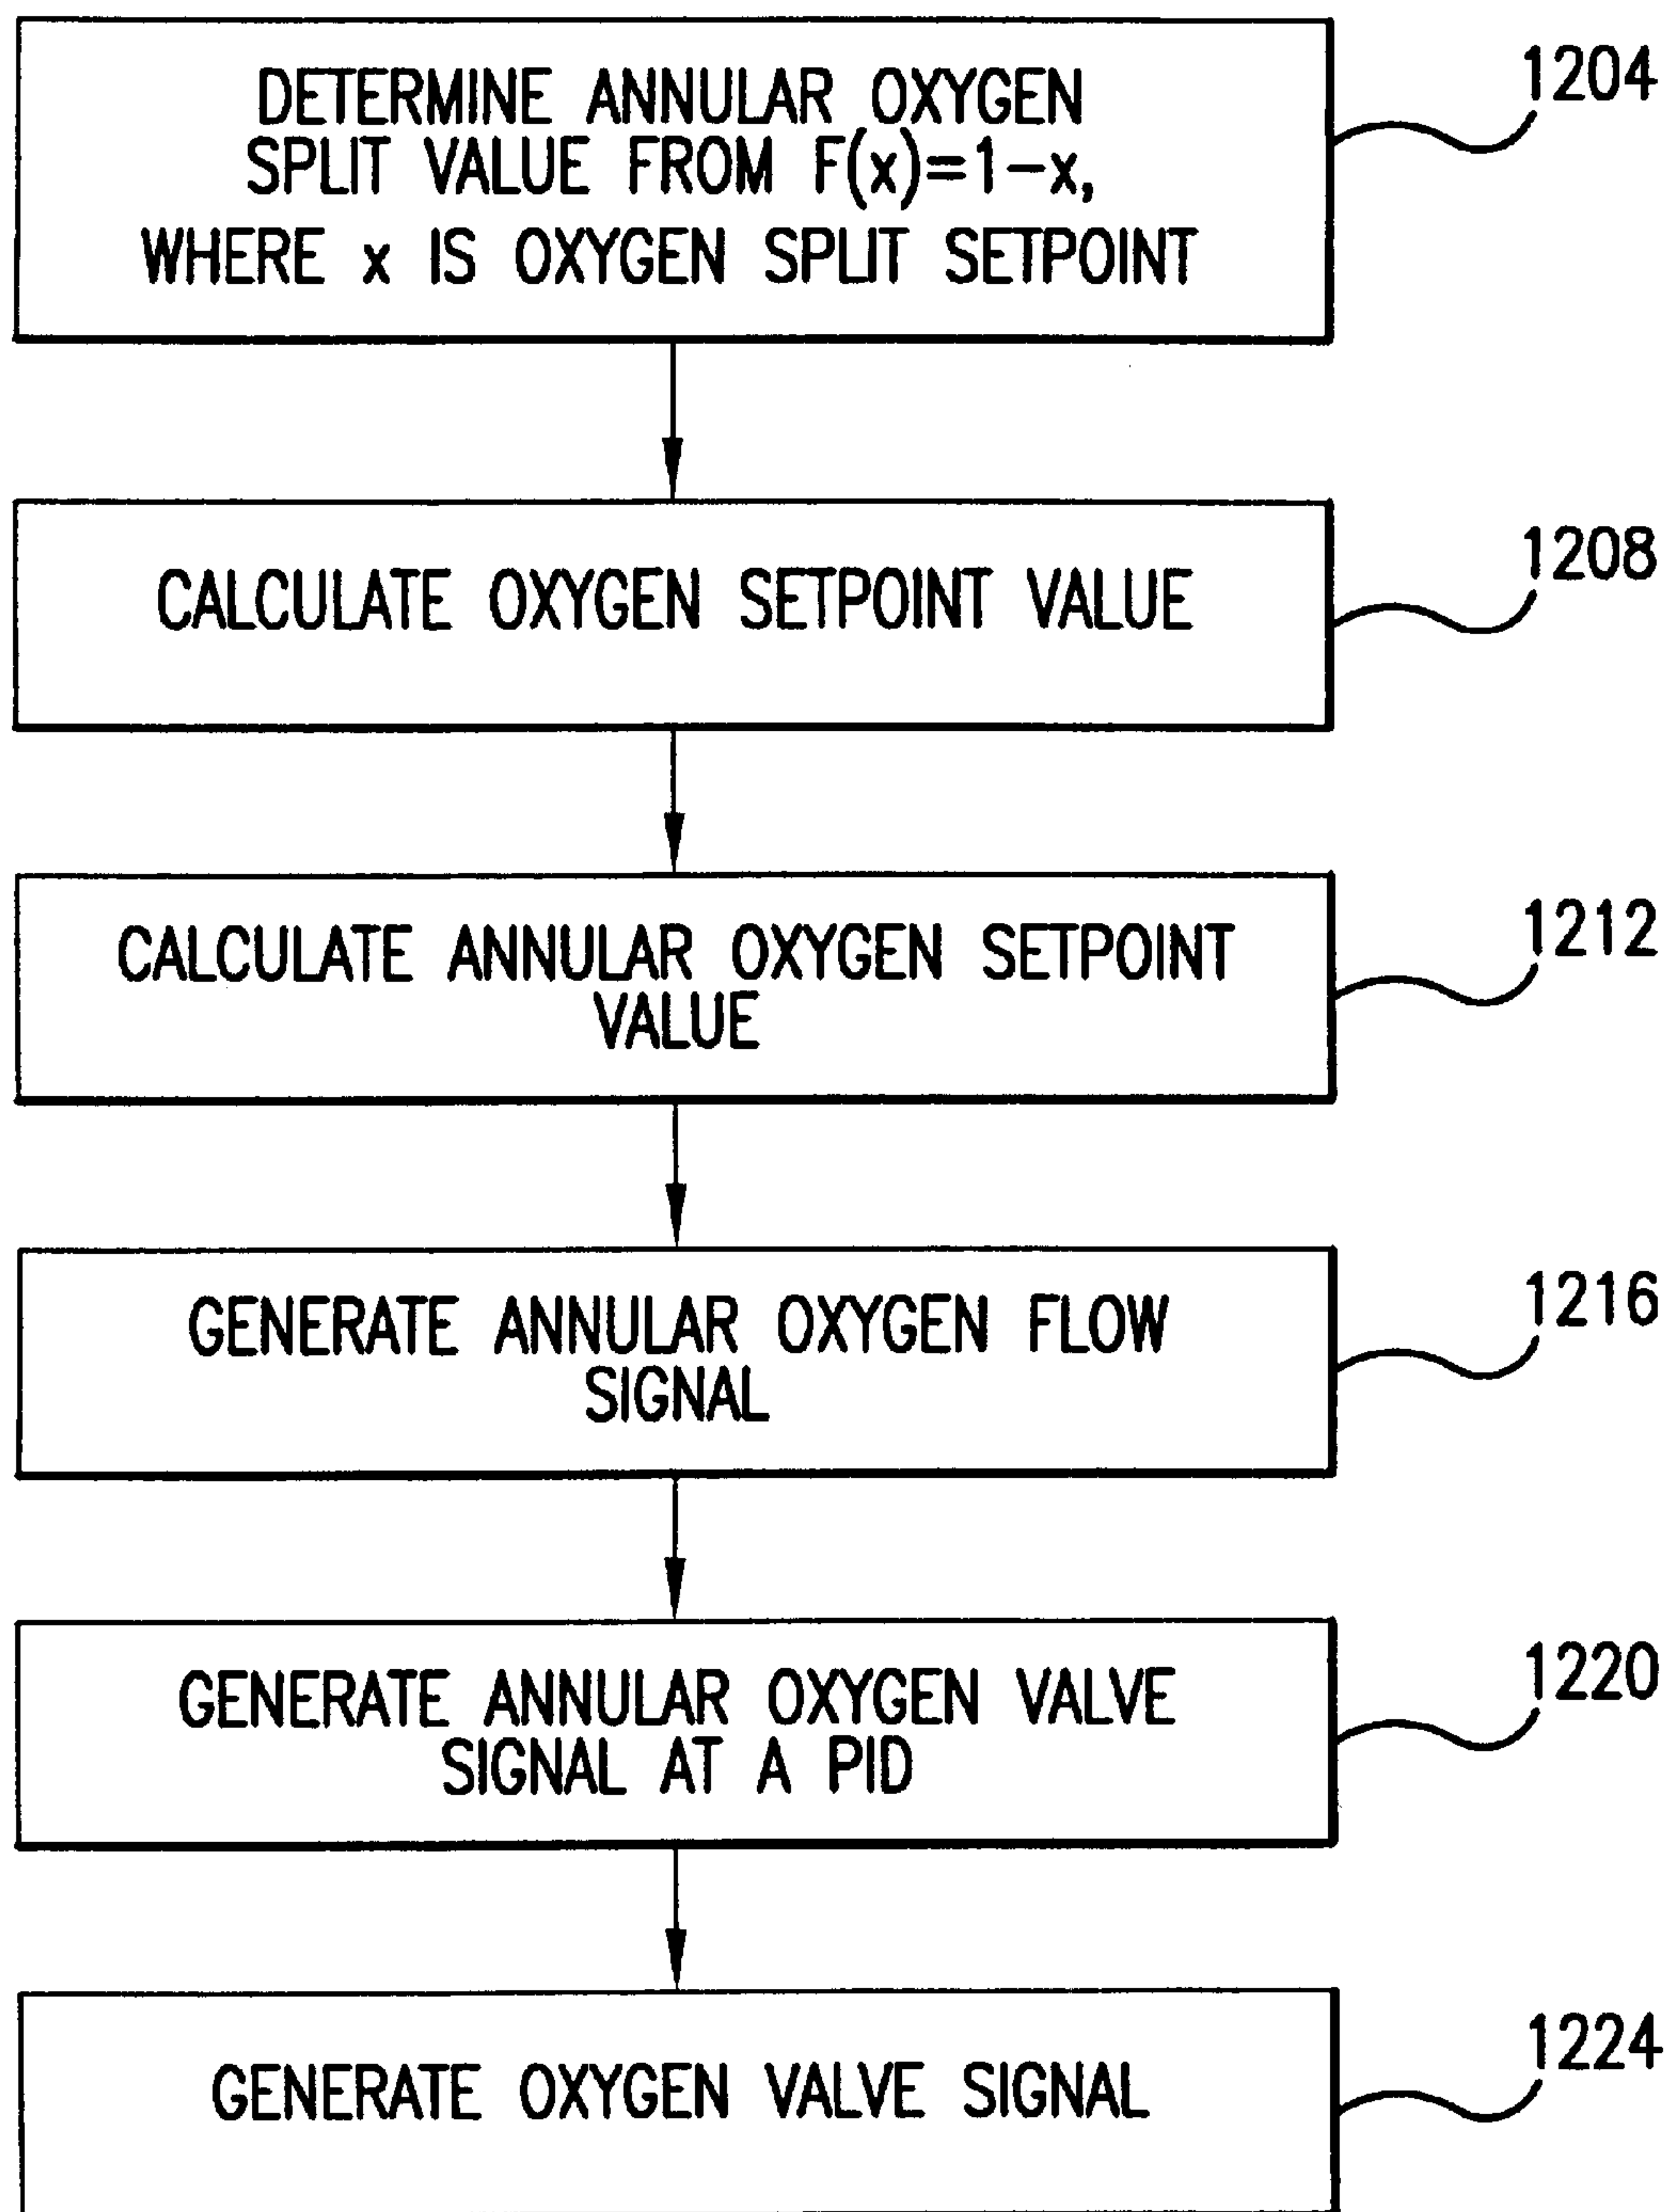 DETERMINE ANNULAR OXYGEN
SPLIT VALUE FROM F(x)=1-x,
WHERE x IS OXYGEN SPLIT SETPOINT
1204
CALCULATE OXYGEN SETPOINT VALUE
1208
CALCULATE ANNULAR OXYGEN SETPOINT
VALUE
1212
GENERATE ANNULAR OXYGEN FLOW
SIGNAL
1216
GENERATE ANNULAR OXYGEN VALVE
SIGNAL AT A PID
1220
GENERATE OXYGEN VALVE SIGNAL
1224